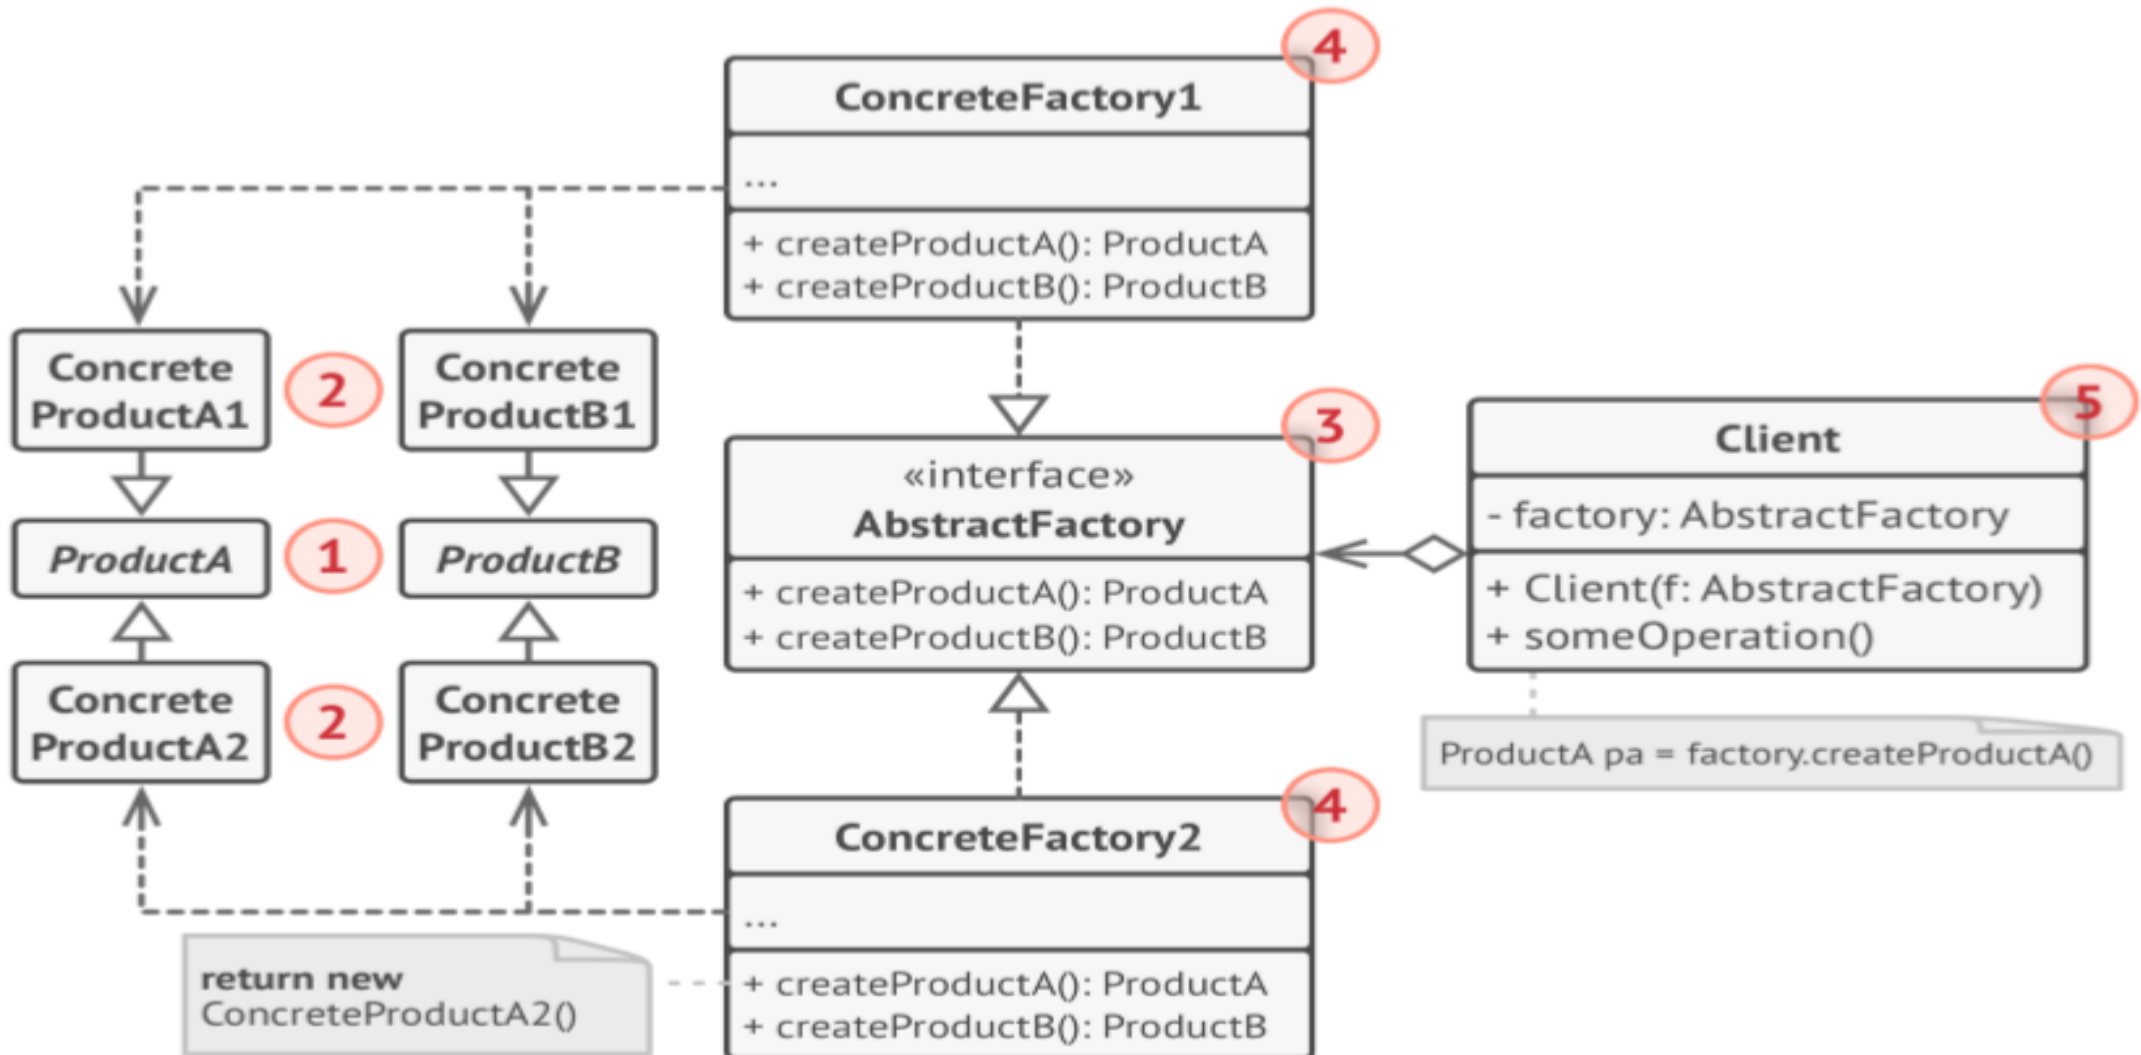 4
ConcreteFactory1
...
+ createProductA(): ProductA
+ createProductB(): ProductB
Concrete
ProductA1
2
Concrete
ProductB1
3
«interface»
AbstractFactory
+ createProductA(): ProductA
+ createProductB(): ProductB
5
Client
- factory: AbstractFactory
+ Client(f: AbstractFactory)
+ someOperation()
ProductA
1
ProductB
Concrete
ProductA2
2
Concrete
ProductB2
ProductA pa = factory.createProductA()
4
ConcreteFactory2
...
+ createProductA(): ProductA
+ createProductB(): ProductB
return new
ConcreteProductA2()